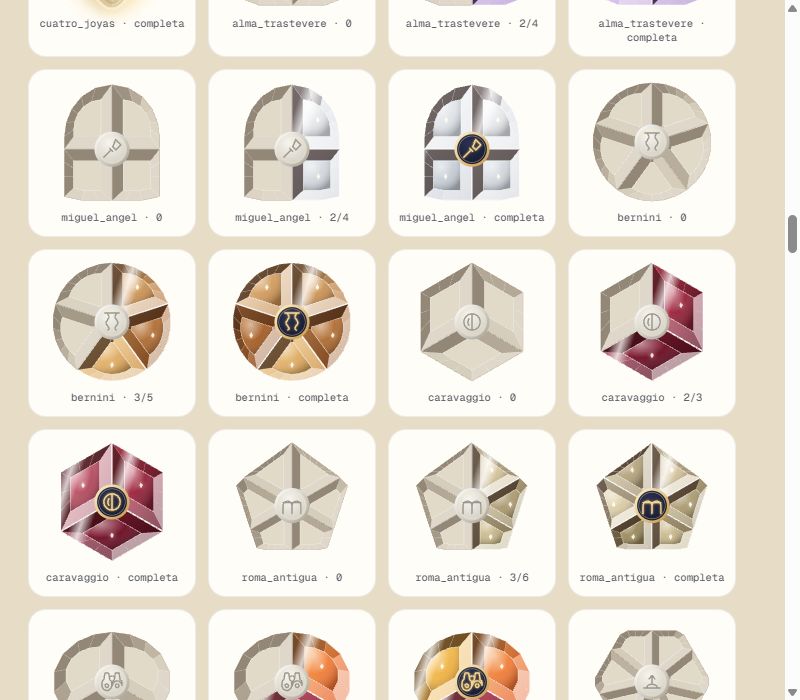 cuatro_joyas · completa
alma_trastevere · 0
alma_trastevere · 2/4
alma_trastevere ·
completa
miguel_angel · 0
miguel_angel · 2/4
miguel_angel · completa
bernini · 0
bernini · 3/5
bernini · completa
caravaggio · 0
caravaggio · 2/3
caravaggio · completa
roma_antigua · 0
roma_antigua · 3/6
roma_antigua · completa